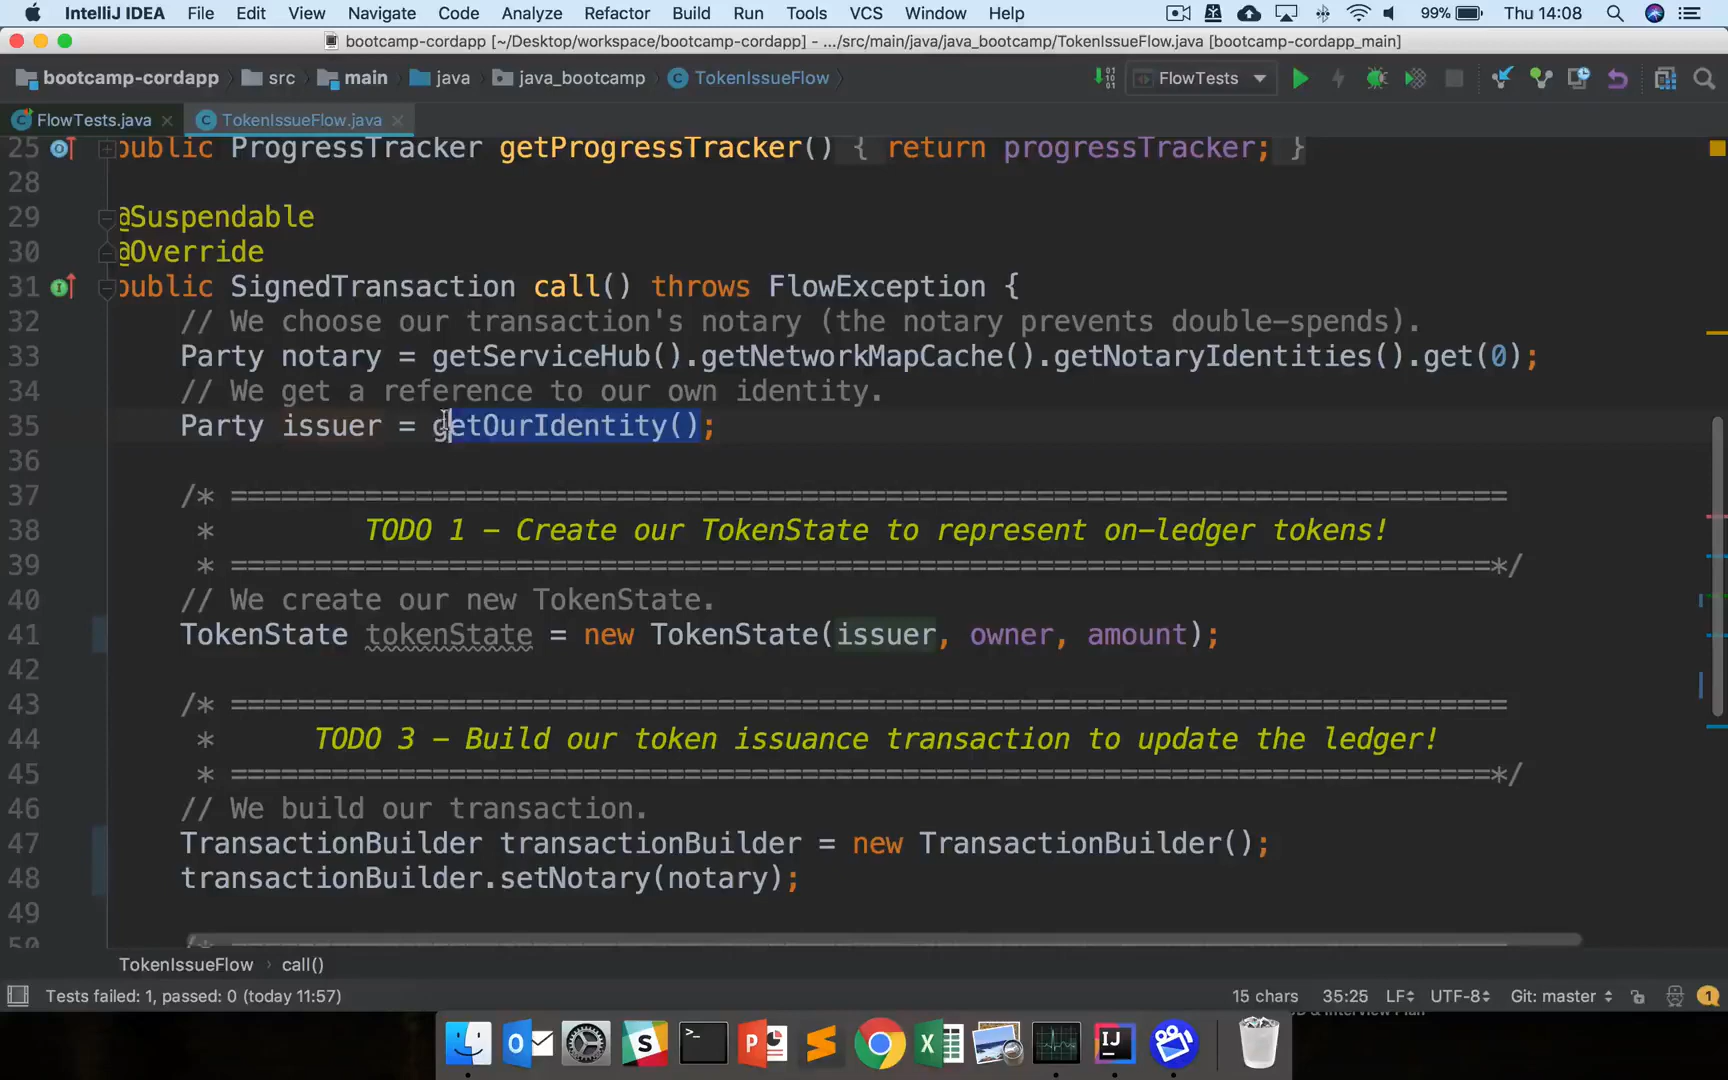 IntelliJ IDEA File Edit View Navigate Code Analyze Refactor Build Run Tools VCS Window Help 99% Thu 14:08
bootcamp-cordapp [~/Desktop/workspace/bootcamp-cordapp] - .../src/main/java/java_bootcamp/TokenIssueFlow.java [bootcamp-cordapp_main]
bootcamp-cordapp src main java java_bootcamp TokenIssueFlow FlowTests
FlowTests.java TokenIssueFlow.java
25 public ProgressTracker getProgressTracker() { return progressTracker; }
28
29 @Suspendable
30 @Override
31 public SignedTransaction call() throws FlowException {
32 // We choose our transaction's notary (the notary prevents double-spends).
33 Party notary = getServiceHub().getNetworkMapCache().getNotaryIdentities().get(0);
34 // We get a reference to our own identity.
35 Party issuer = getOurIdentity();
36
37 /* ============================================================================
38 * TODO 1 - Create our TokenState to represent on-ledger tokens!
39 * ===========================================================================*/
40 // We create our new TokenState.
41 TokenState tokenState = new TokenState(issuer, owner, amount);
42
43 /* ============================================================================
44 * TODO 3 - Build our token issuance transaction to update the ledger!
45 * ===========================================================================*/
46 // We build our transaction.
47 TransactionBuilder transactionBuilder = new TransactionBuilder();
48 transactionBuilder.setNotary(notary);
49
50
TokenIssueFlow call()
Tests failed: 1, passed: 0 (today 11:57) 15 chars 35:25 LF UTF-8 Git: master 1